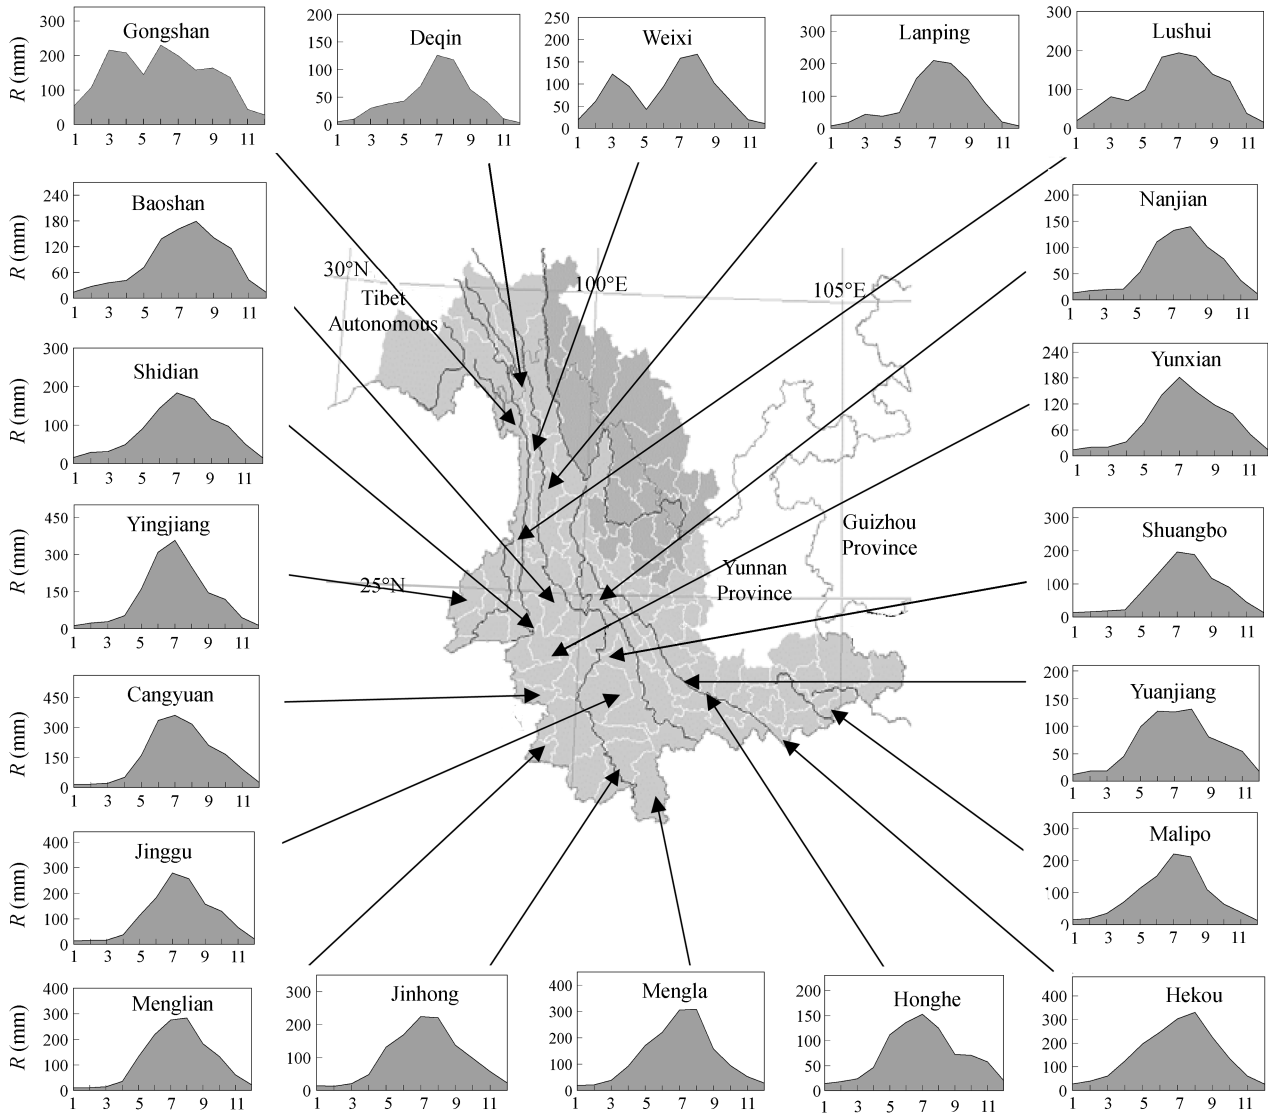 Gongshan
R (mm)
300
200
100
0
1 3 5 7 9 11
Deqin
200
150
100
50
0
1 3 5 7 9 11
Weixi
250
200
150
100
50
0
1 3 5 7 9 11
Lanping
300
200
100
0
1 3 5 7 9 11
Lushui
300
200
100
0
1 3 5 7 9 11
Baoshan
R (mm)
240
180
120
60
0
1 3 5 7 9 11
Nanjian
200
150
100
50
0
1 3 5 7 9 11
30°N
100°E
105°E
Tibet
Autonomous
Shidian
R (mm)
300
200
100
0
1 3 5 7 9 11
Yunxian
240
180
120
60
0
1 3 5 7 9 11
Yingjiang
R (mm)
450
300
150
0
1 3 5 7 9 11
Guizhou
Province
25°N
Yunnan
Province
Shuangbo
300
200
100
0
1 3 5 7 9 11
Cangyuan
R (mm)
450
300
150
0
1 3 5 7 9 11
Yuanjiang
200
150
100
50
0
1 3 5 7 9 11
Jinggu
R (mm)
400
300
200
100
0
1 3 5 7 9 11
Malipo
300
200
100
0
1 3 5 7 9 11
Menglian
R (mm)
400
300
200
100
0
1 3 5 7 9 11
Jinhong
300
200
100
0
1 3 5 7 9 11
Mengla
450
300
150
0
1 3 5 7 9 11
Honghe
200
150
100
50
0
1 3 5 7 9 11
Hekou
400
300
200
100
0
1 3 5 7 9 11